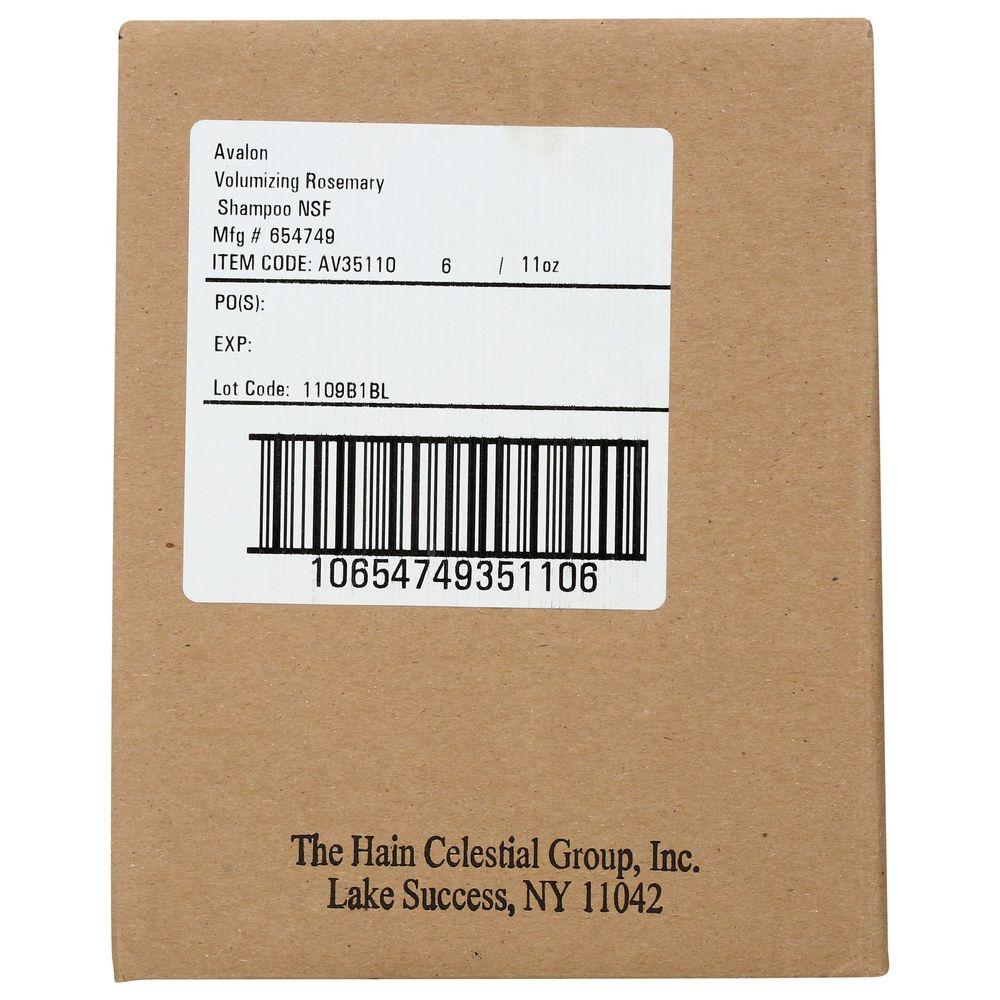 Avalon
Volumizing Rosemary
Shampoo NSF
Mfg # 654749
ITEM CODE: AV35110 6 / 11oz
PO(S):
EXP:
Lot Code: 1109B1BL
10654749351106
The Hain Celestial Group, Inc.
Lake Success, NY 11042